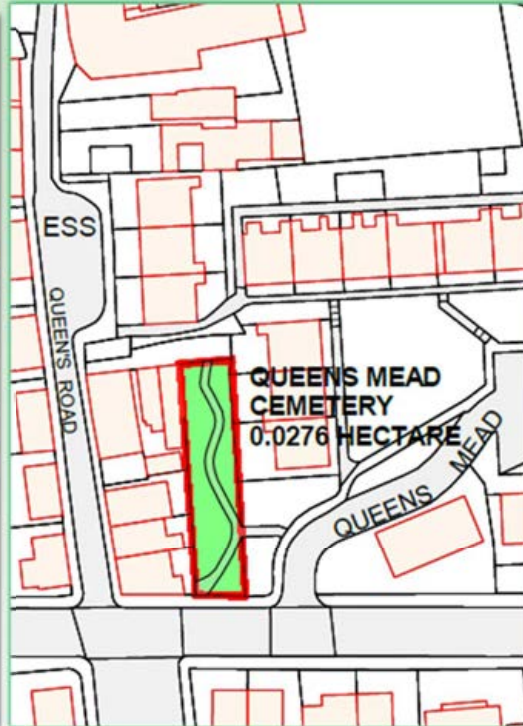 ESS
QUEEN'S ROAD
QUEENS MEAD
CEMETERY
0.0276 HECTARE
QUEENS MEAD